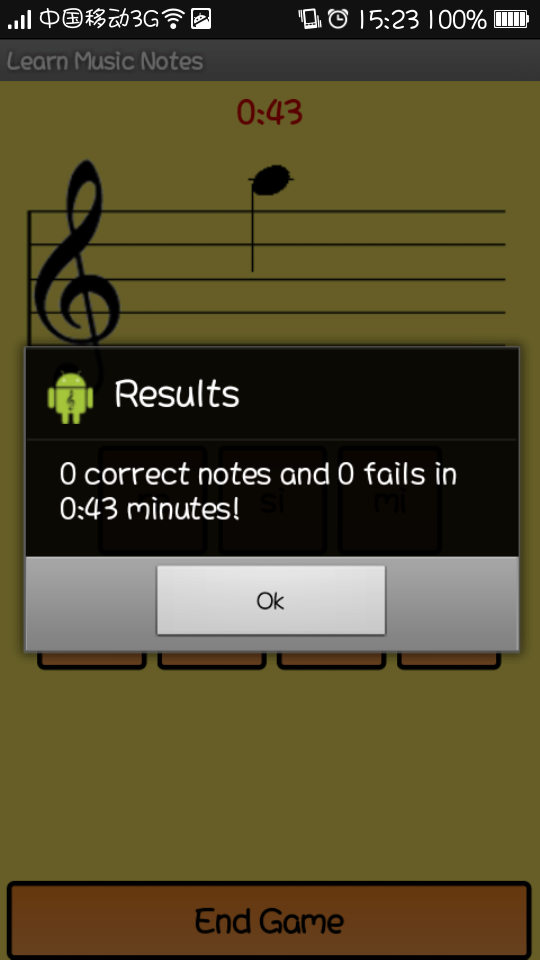 中国移动3G 15:23 100%
Learn Music Notes
0:43
Results
0 correct notes and 0 fails in
0:43 minutes!
si mi
Ok
End Game